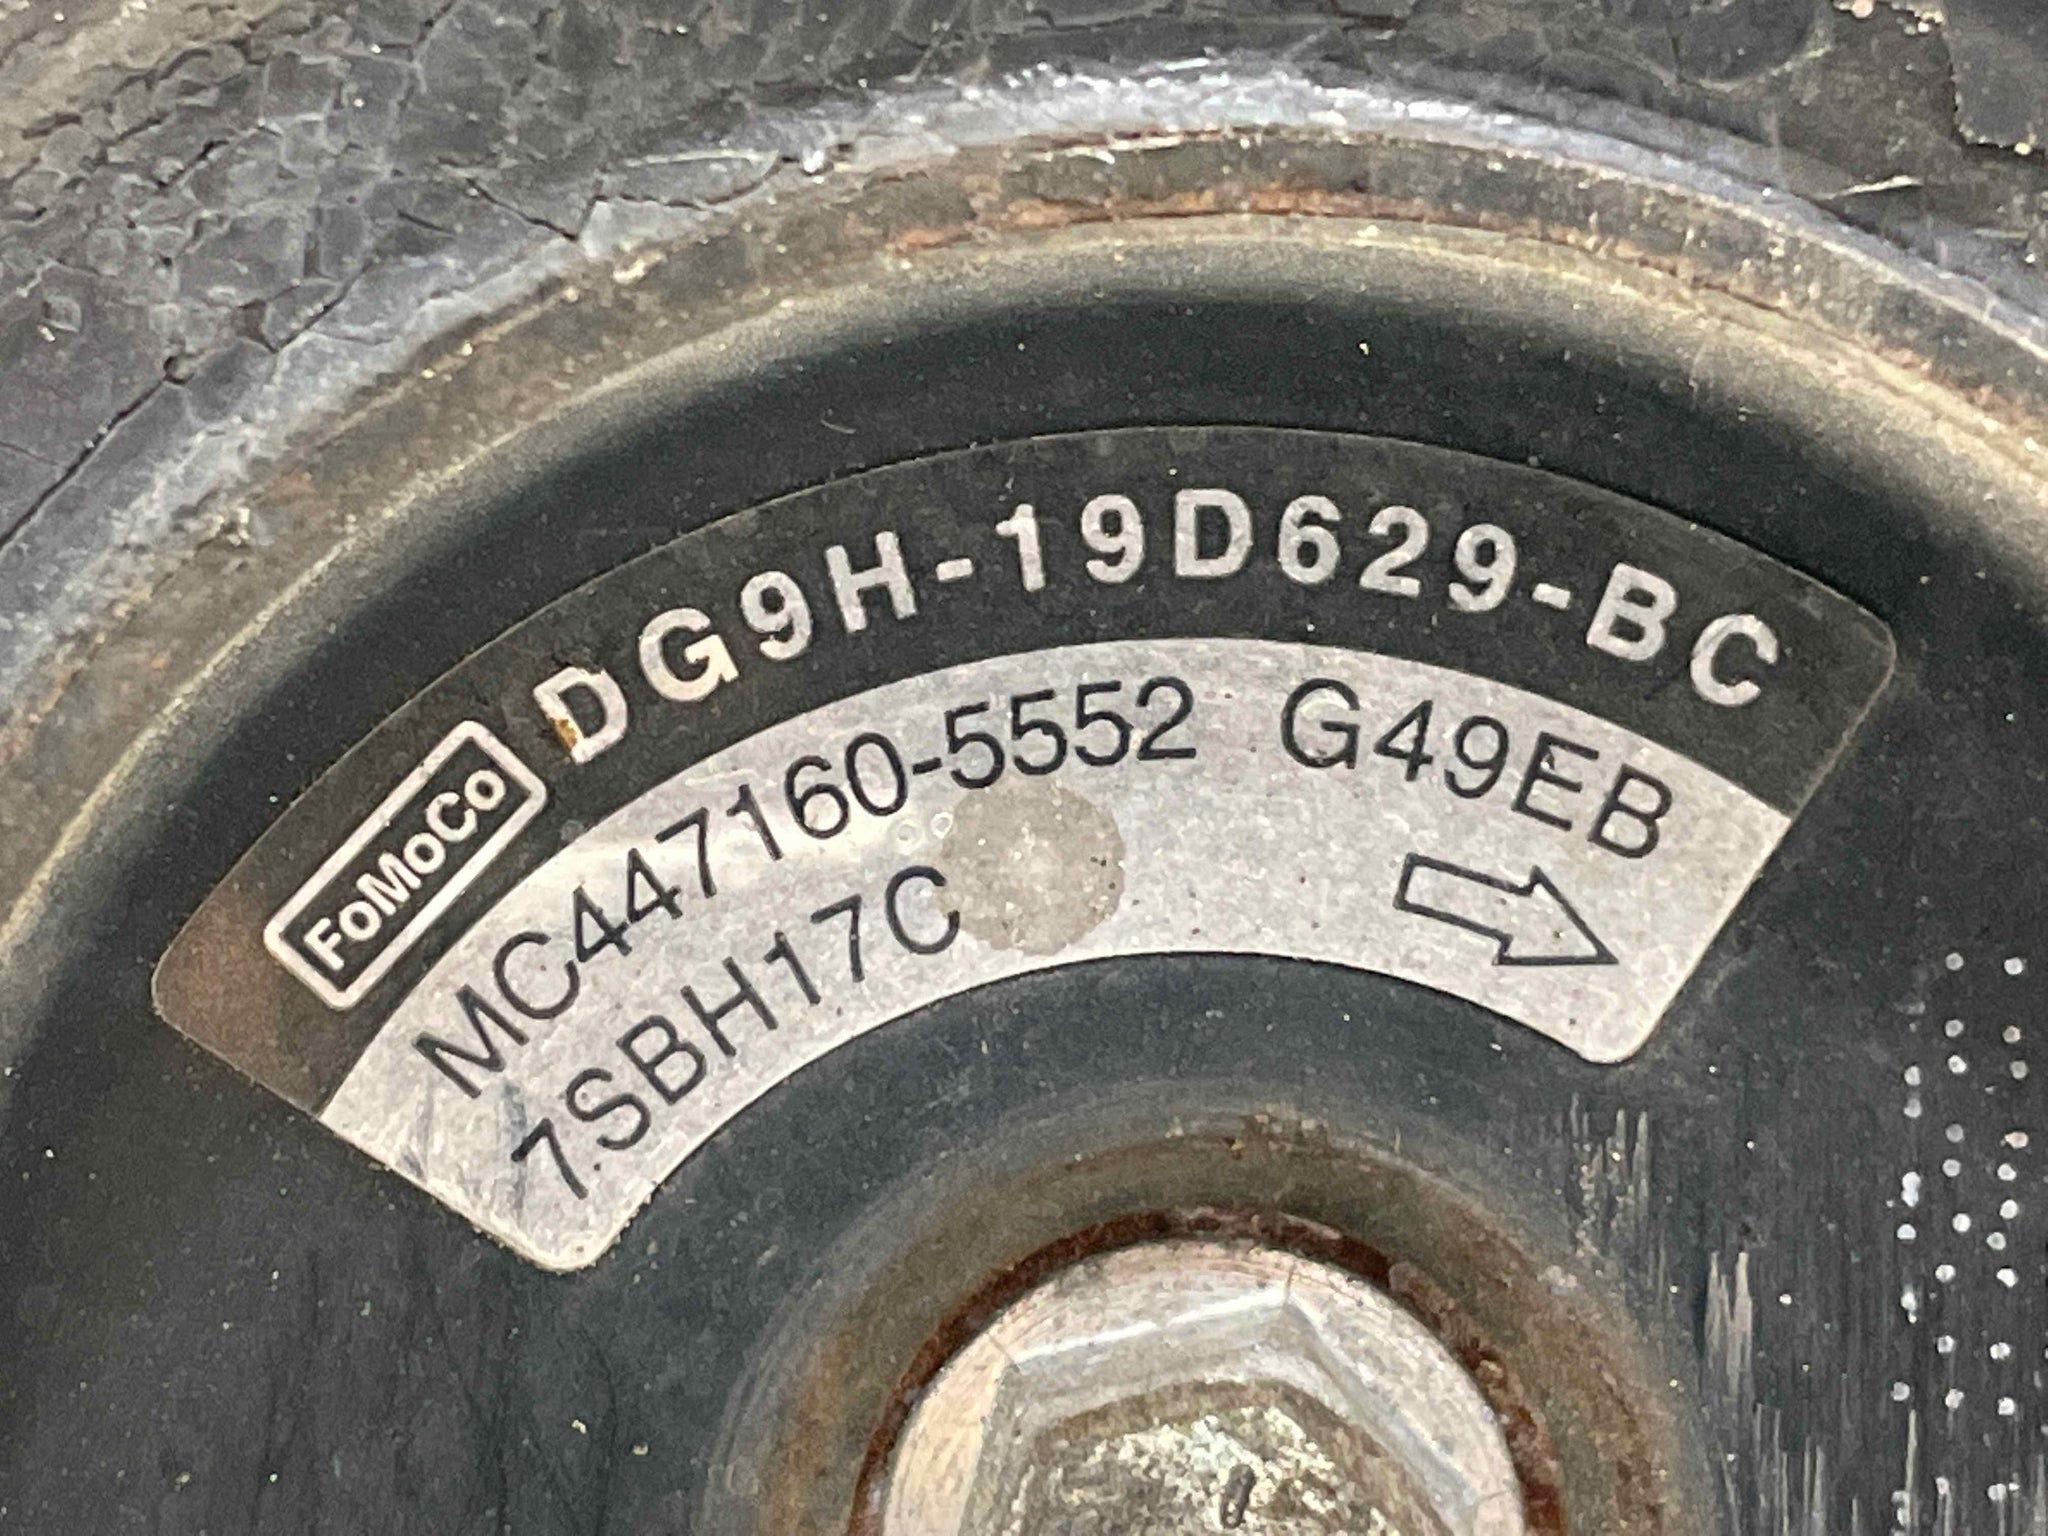 FoMoCo DG9H-19D629-BC
MC447160-5552 G49EB
7SBH17C